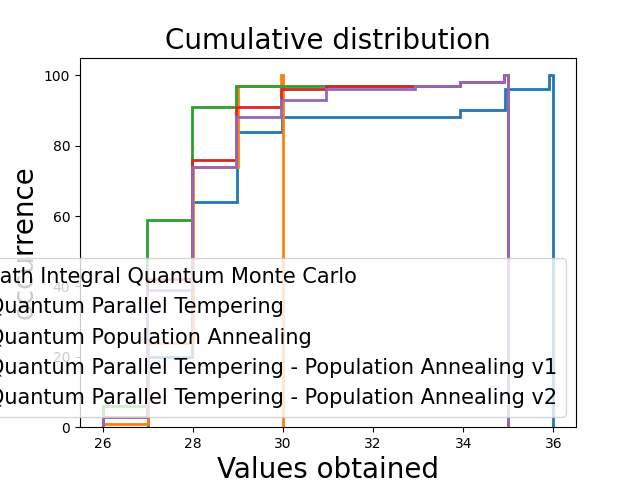 Cumulative distribution
100
80
60
40
20
0
occurrence
ath Integral Quantum Monte Carlo
Quantum Parallel Tempering
Quantum Population Annealing
Quantum Parallel Tempering - Population Annealing v1
Quantum Parallel Tempering - Population Annealing v2
26 28 30 32 34 36
Values obtained